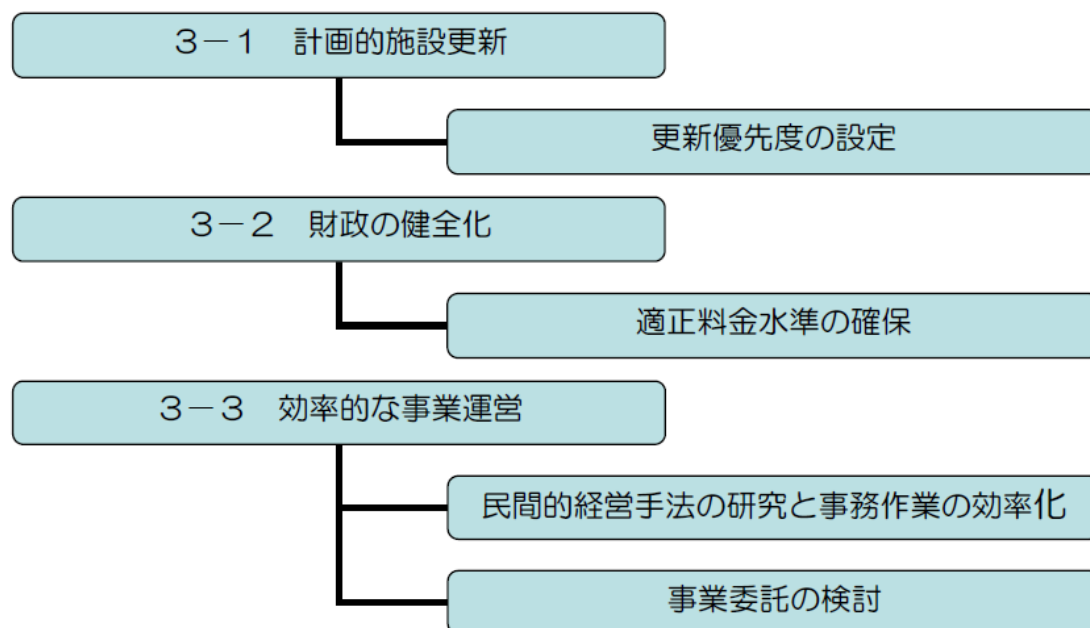 3－1　計画的施設更新
更新優先度の設定
3－2　財政の健全化
適正料金水準の確保
3－3　効率的な事業運営
民間的経営手法の研究と事務作業の効率化
事業委託の検討